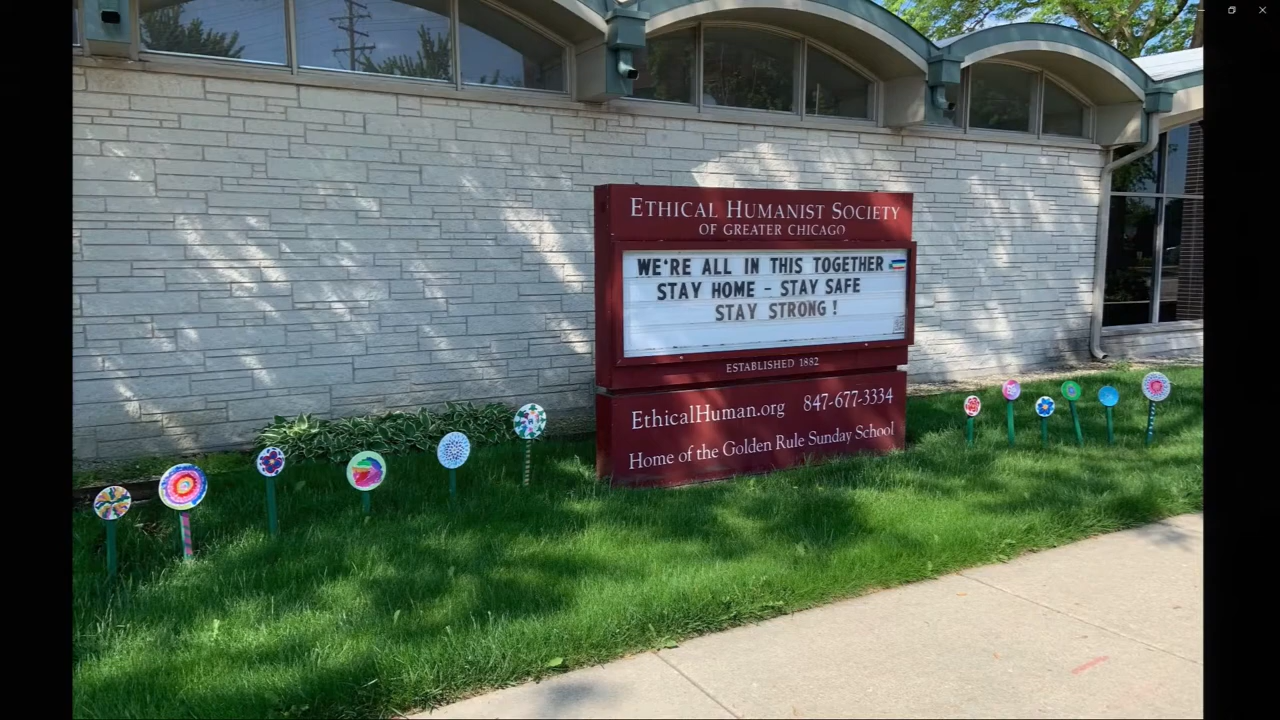 ETHICAL HUMANIST SOCIETY
OF GREATER CHICAGO
WE'RE ALL IN THIS TOGETHER
STAY HOME - STAY SAFE
STAY STRONG !
ESTABLISHED 1882
EthicalHuman.org 847-677-3334
Home of the Golden Rule Sunday School